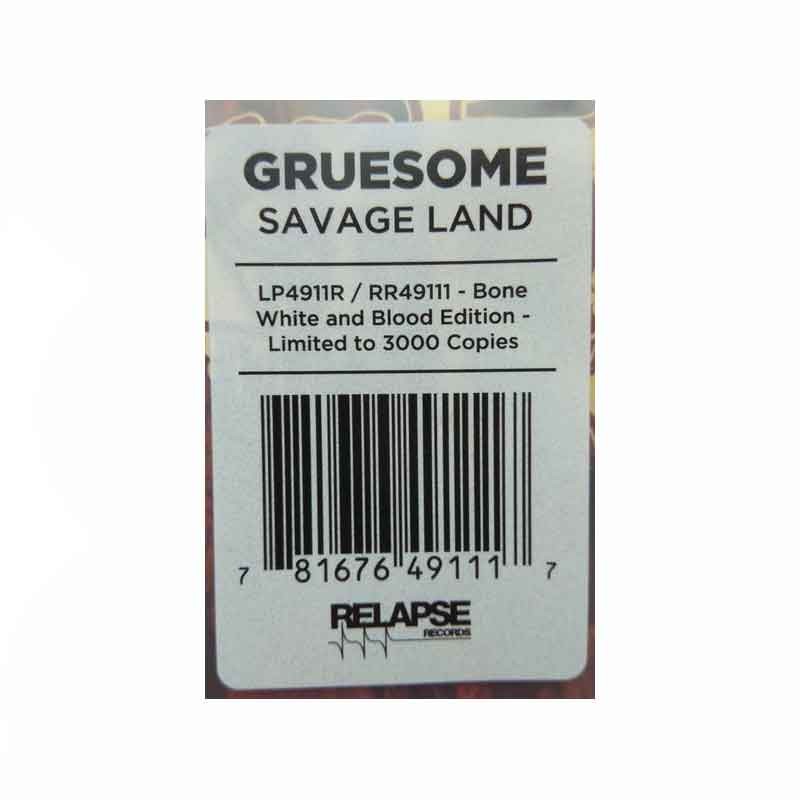 GRUESOME
SAVAGE LAND
LP4911R / RR49111 - Bone
White and Blood Edition -
Limited to 3000 Copies
7 81676 49111 7
RELAPSE
RECORDS